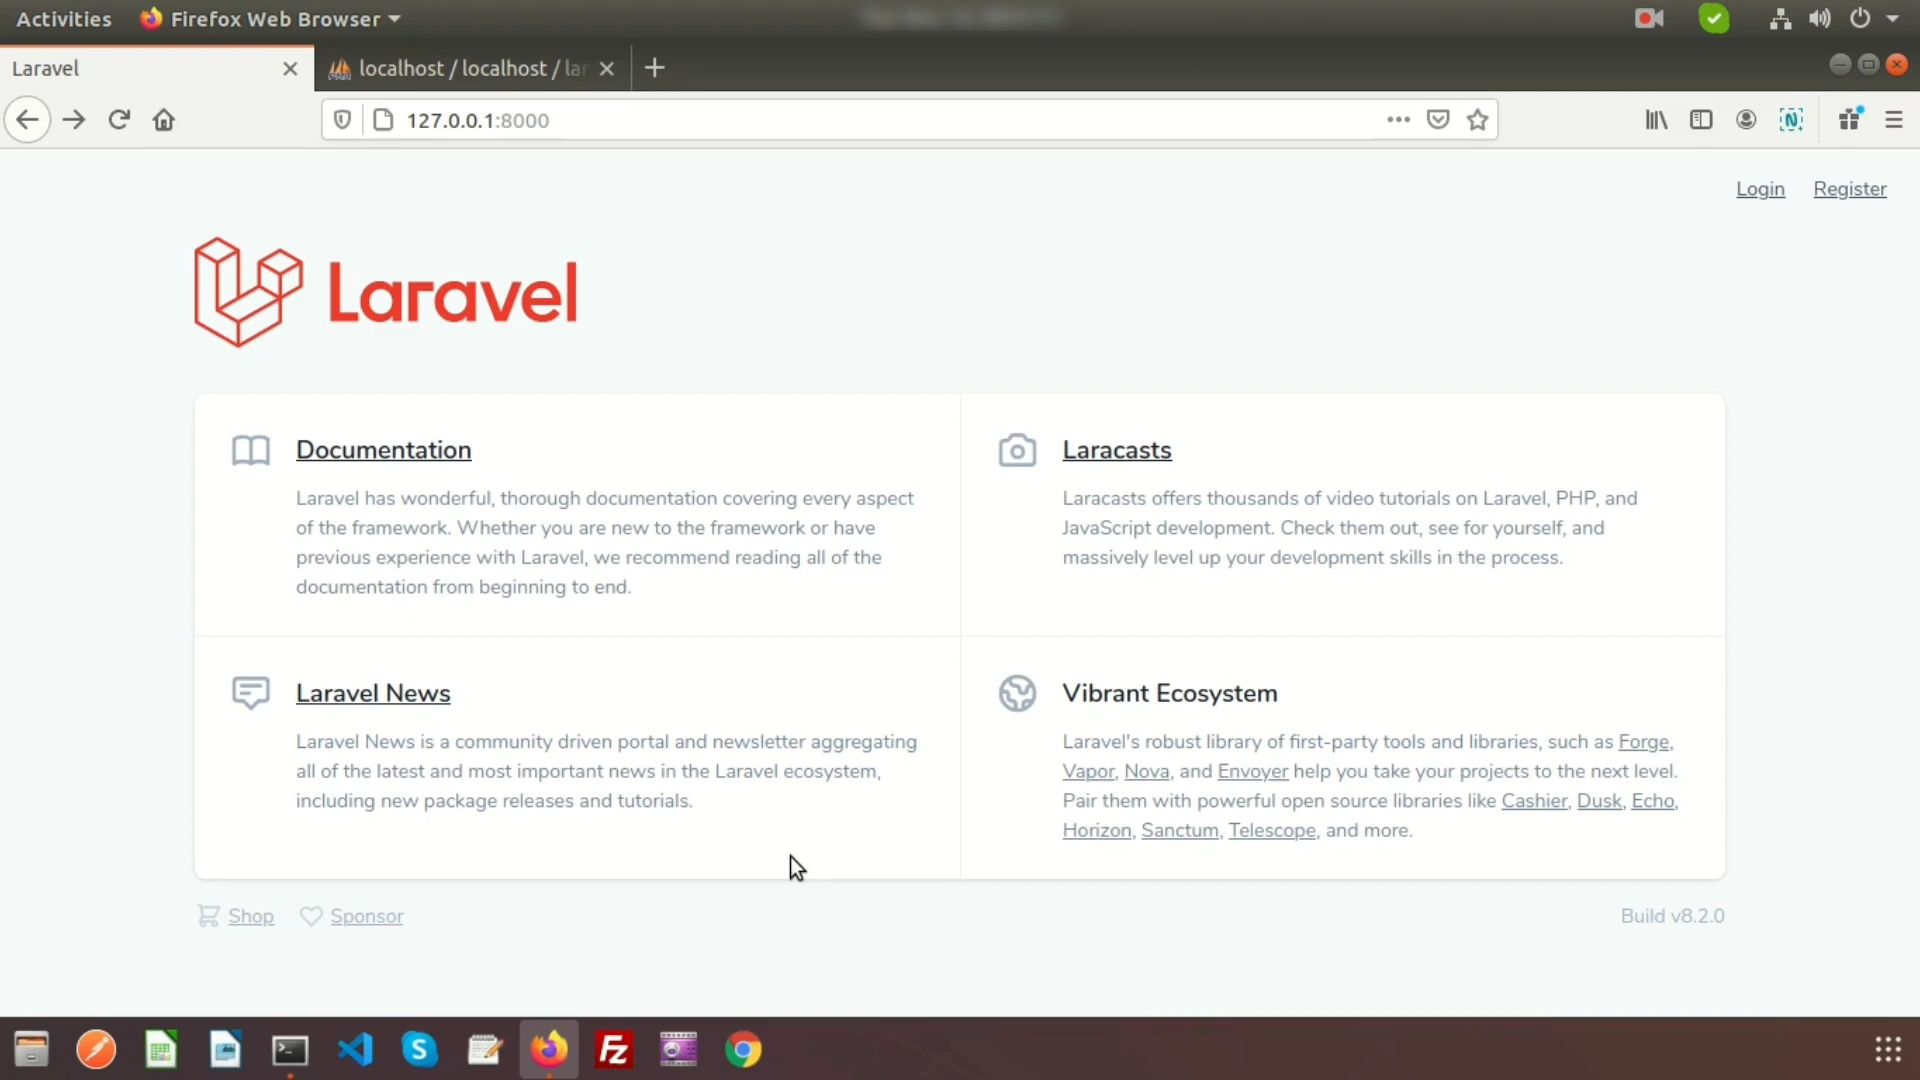 Activities
Firefox Web Browser
Laravel
localhost / localhost / lar
127.0.0.1:8000
Login
Register
Laravel
Documentation
Laravel has wonderful, thorough documentation covering every aspect
of the framework. Whether you are new to the framework or have
previous experience with Laravel, we recommend reading all of the
documentation from beginning to end.
Laracasts
Laracasts offers thousands of video tutorials on Laravel, PHP, and
JavaScript development. Check them out, see for yourself, and
massively level up your development skills in the process.
Laravel News
Laravel News is a community driven portal and newsletter aggregating
all of the latest and most important news in the Laravel ecosystem,
including new package releases and tutorials.
Vibrant Ecosystem
Laravel's robust library of first-party tools and libraries, such as Forge,
Vapor, Nova, and Envoyer help you take your projects to the next level.
Pair them with powerful open source libraries like Cashier, Dusk, Echo,
Horizon, Sanctum, Telescope, and more.
Shop
Sponsor
Build v8.2.0